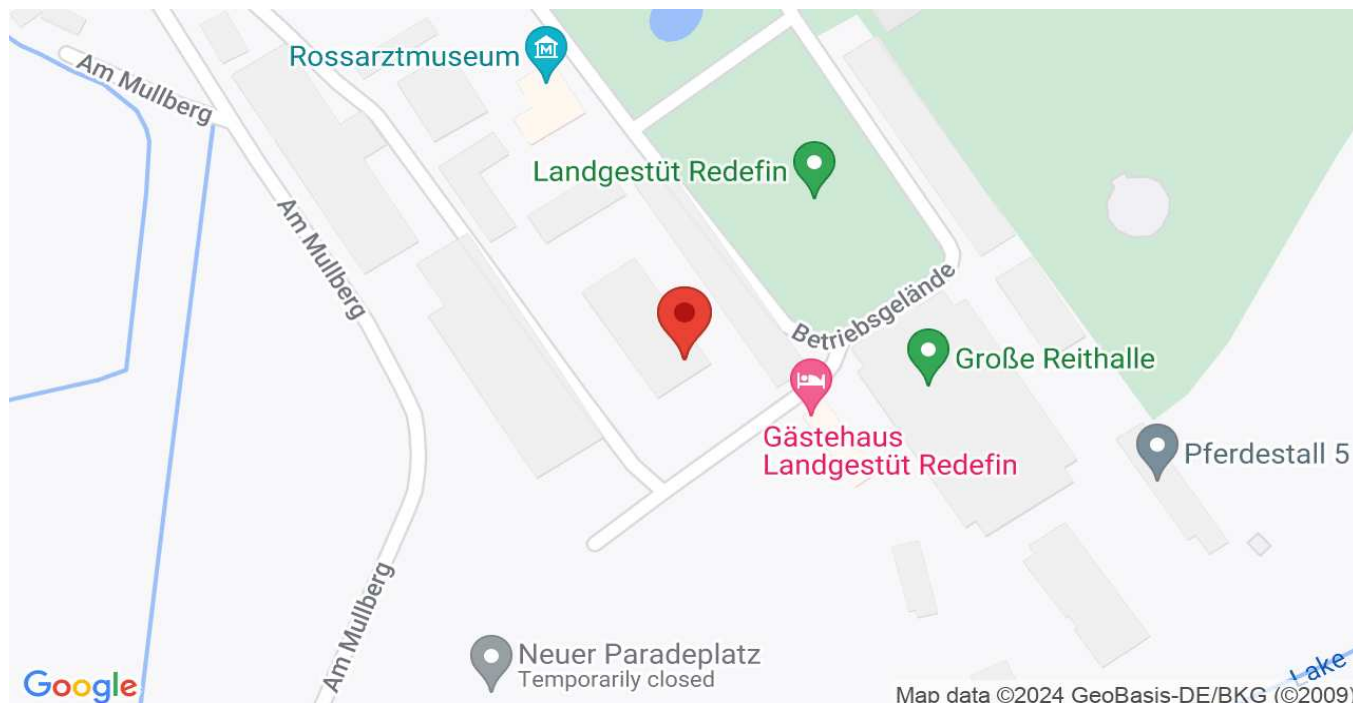 Rossarztmuseum
Am Mullberg
Landgestüt Redefin
Am Mullberg
Betriebsgelände
Große Reithalle
Gästehaus
Landgestüt Redefin
Pferdestall 5
Am Mullberg
Neuer Paradeplatz
Temporarily closed
Lake
Google
Map data ©2024 GeoBasis-DE/BKG (©2009)